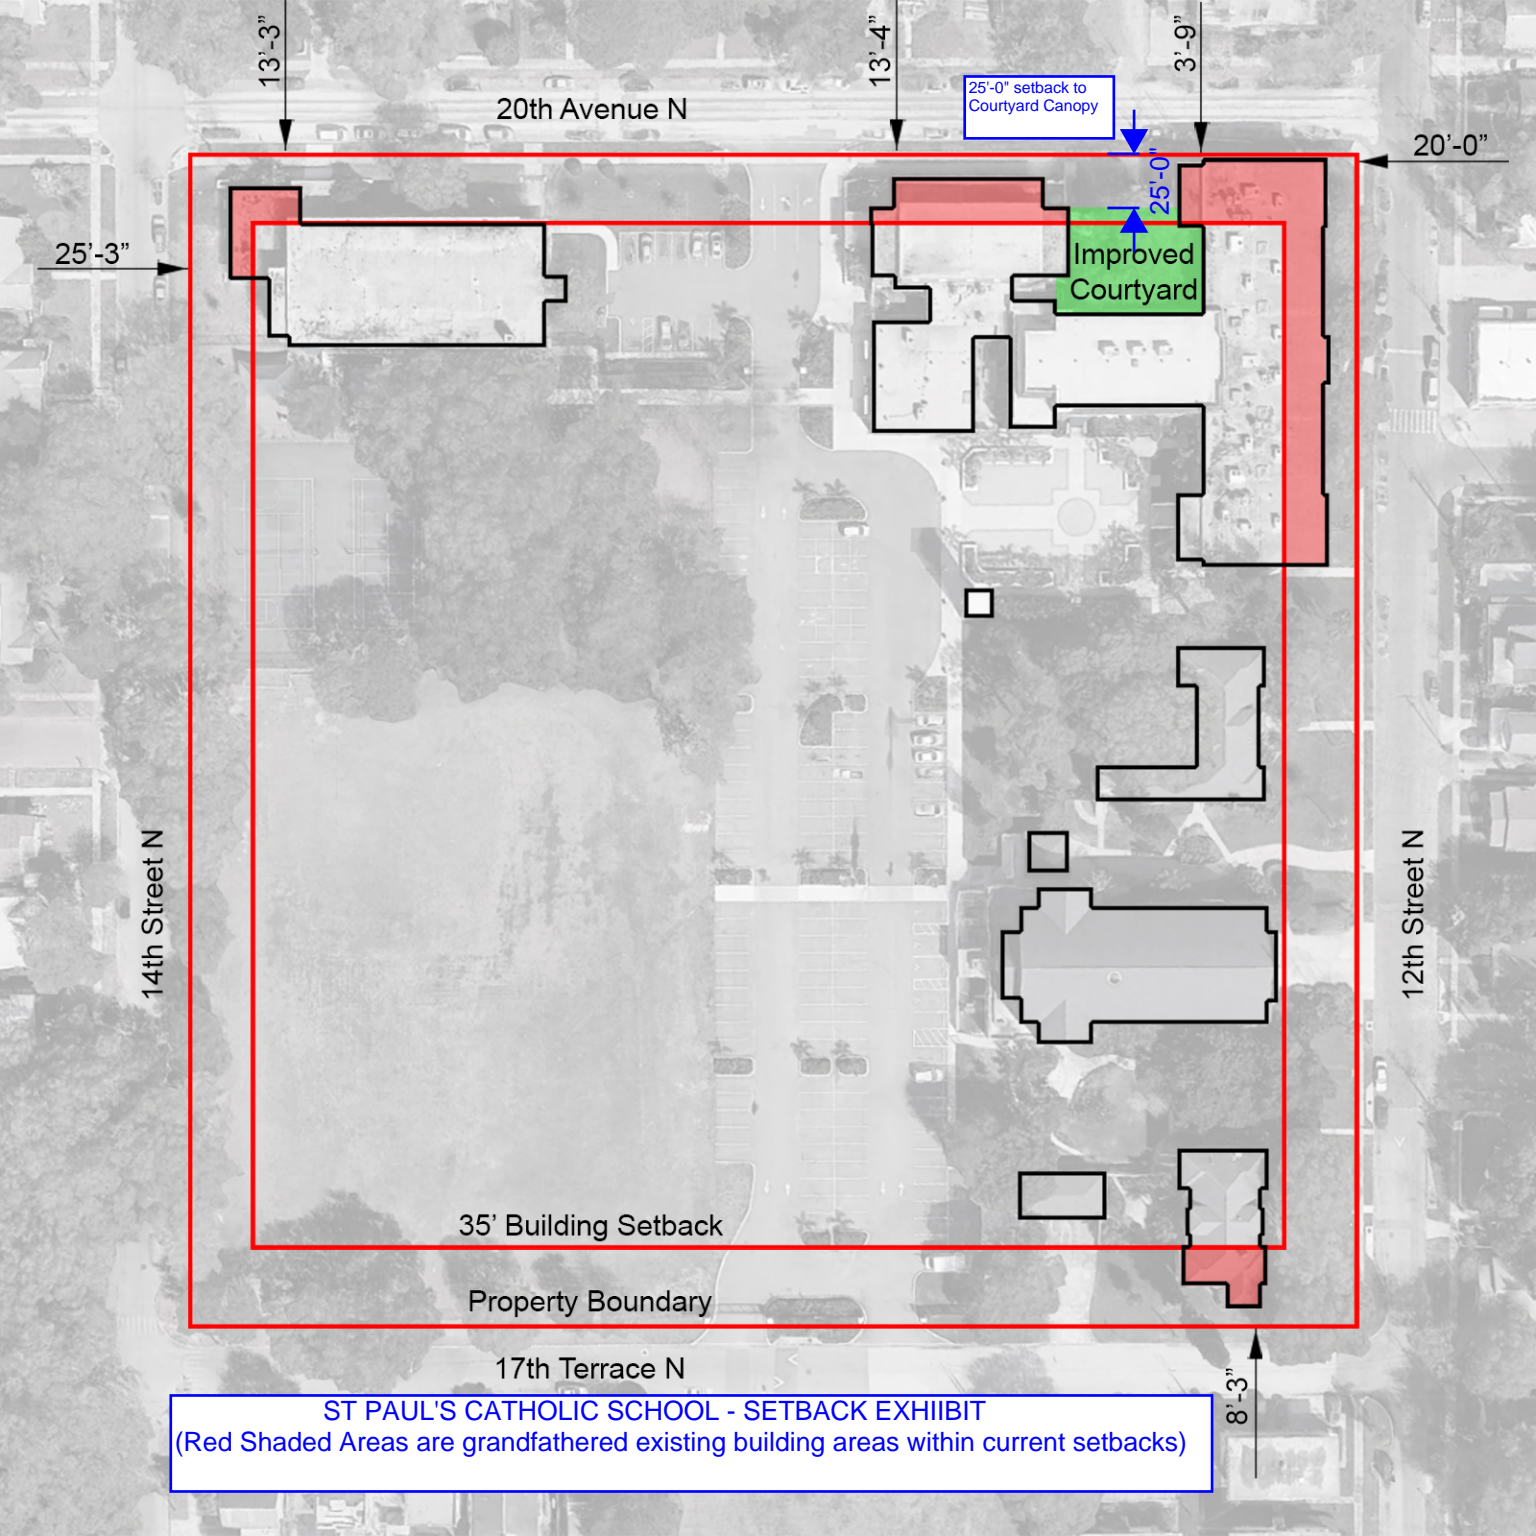 13’-3”
13’-4”
3’-9”
25'-0" setback to
Courtyard Canopy
20th Avenue N
20’-0”
25'-0"
25’-3”
Improved
Courtyard
14th Street N
12th Street N
35’ Building Setback
Property Boundary
17th Terrace N
8’-3”
ST PAUL'S CATHOLIC SCHOOL - SETBACK EXHIIBIT
(Red Shaded Areas are grandfathered existing building areas within current setbacks)